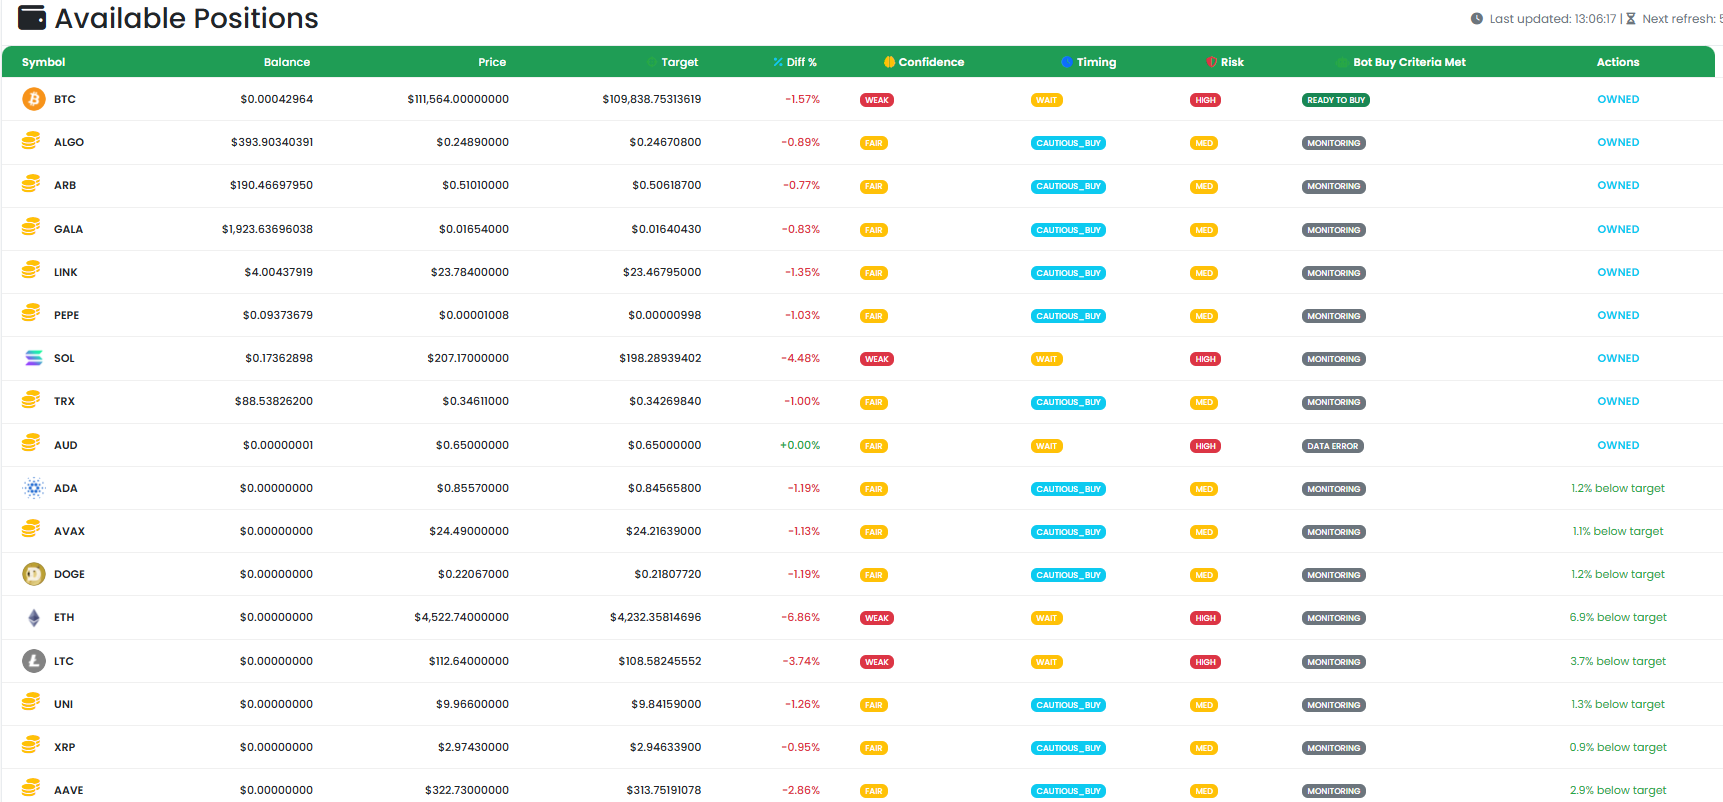 Available Positions
Last updated: 13:06:17 | Next refresh: 5
Symbol Balance Price Target Diff % Confidence Timing Risk Bot Buy Criteria Met Actions
BTC $0.00042964 $111,564.00000000 $109,838.75313619 -1.57% WEAK WAIT HIGH READY TO BUY OWNED
ALGO $393.90340391 $0.24890000 $0.24670800 -0.89% FAIR CAUTIOUS_BUY MED MONITORING OWNED
ARB $190.46697950 $0.51010000 $0.50618700 -0.77% FAIR CAUTIOUS_BUY MED MONITORING OWNED
GALA $1,923.63696038 $0.01654000 $0.01640430 -0.83% FAIR CAUTIOUS_BUY MED MONITORING OWNED
LINK $4.00437919 $23.78400000 $23.46795000 -1.35% FAIR CAUTIOUS_BUY MED MONITORING OWNED
PEPE $0.09373679 $0.00001008 $0.00000998 -1.03% FAIR CAUTIOUS_BUY MED MONITORING OWNED
SOL $0.17362898 $207.17000000 $198.28939402 -4.48% WEAK WAIT HIGH MONITORING OWNED
TRX $88.53826200 $0.34611000 $0.34269840 -1.00% FAIR CAUTIOUS_BUY MED MONITORING OWNED
AUD $0.00000001 $0.65000000 $0.65000000 +0.00% FAIR WAIT HIGH DATA ERROR OWNED
ADA $0.00000000 $0.85570000 $0.84565800 -1.19% FAIR CAUTIOUS_BUY MED MONITORING 1.2% below target
AVAX $0.00000000 $24.49000000 $24.21639000 -1.13% FAIR CAUTIOUS_BUY MED MONITORING 1.1% below target
DOGE $0.00000000 $0.22067000 $0.21807720 -1.19% FAIR CAUTIOUS_BUY MED MONITORING 1.2% below target
ETH $0.00000000 $4,522.74000000 $4,232.35814696 -6.86% WEAK WAIT HIGH MONITORING 6.9% below target
LTC $0.00000000 $112.64000000 $108.58245552 -3.74% WEAK WAIT HIGH MONITORING 3.7% below target
UNI $0.00000000 $9.96600000 $9.84159000 -1.26% FAIR CAUTIOUS_BUY MED MONITORING 1.3% below target
XRP $0.00000000 $2.97430000 $2.94633900 -0.95% FAIR CAUTIOUS_BUY MED MONITORING 0.9% below target
AAVE $0.00000000 $322.73000000 $313.75191078 -2.86% FAIR CAUTIOUS_BUY MED MONITORING 2.9% below target